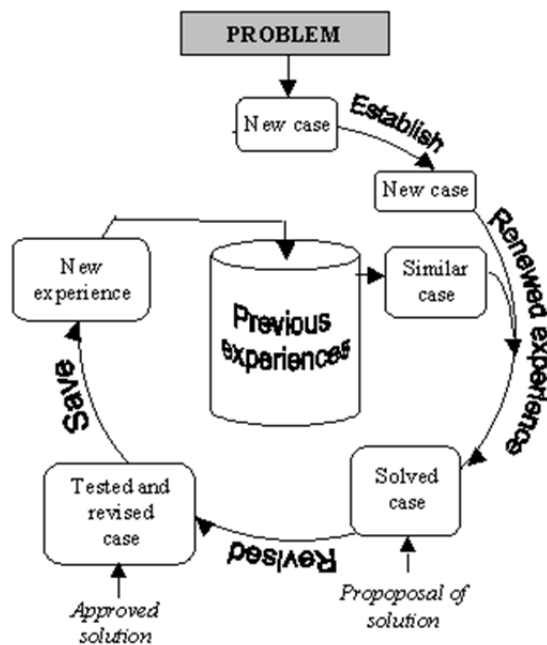 PROBLEM
New case
Establish
New case
Renewed experience
New
experience
Previous
experiences
Similar
case
Save
Tested and
revised
case
Revised
Solved
case
Approved
solution
Propoposal of
solution